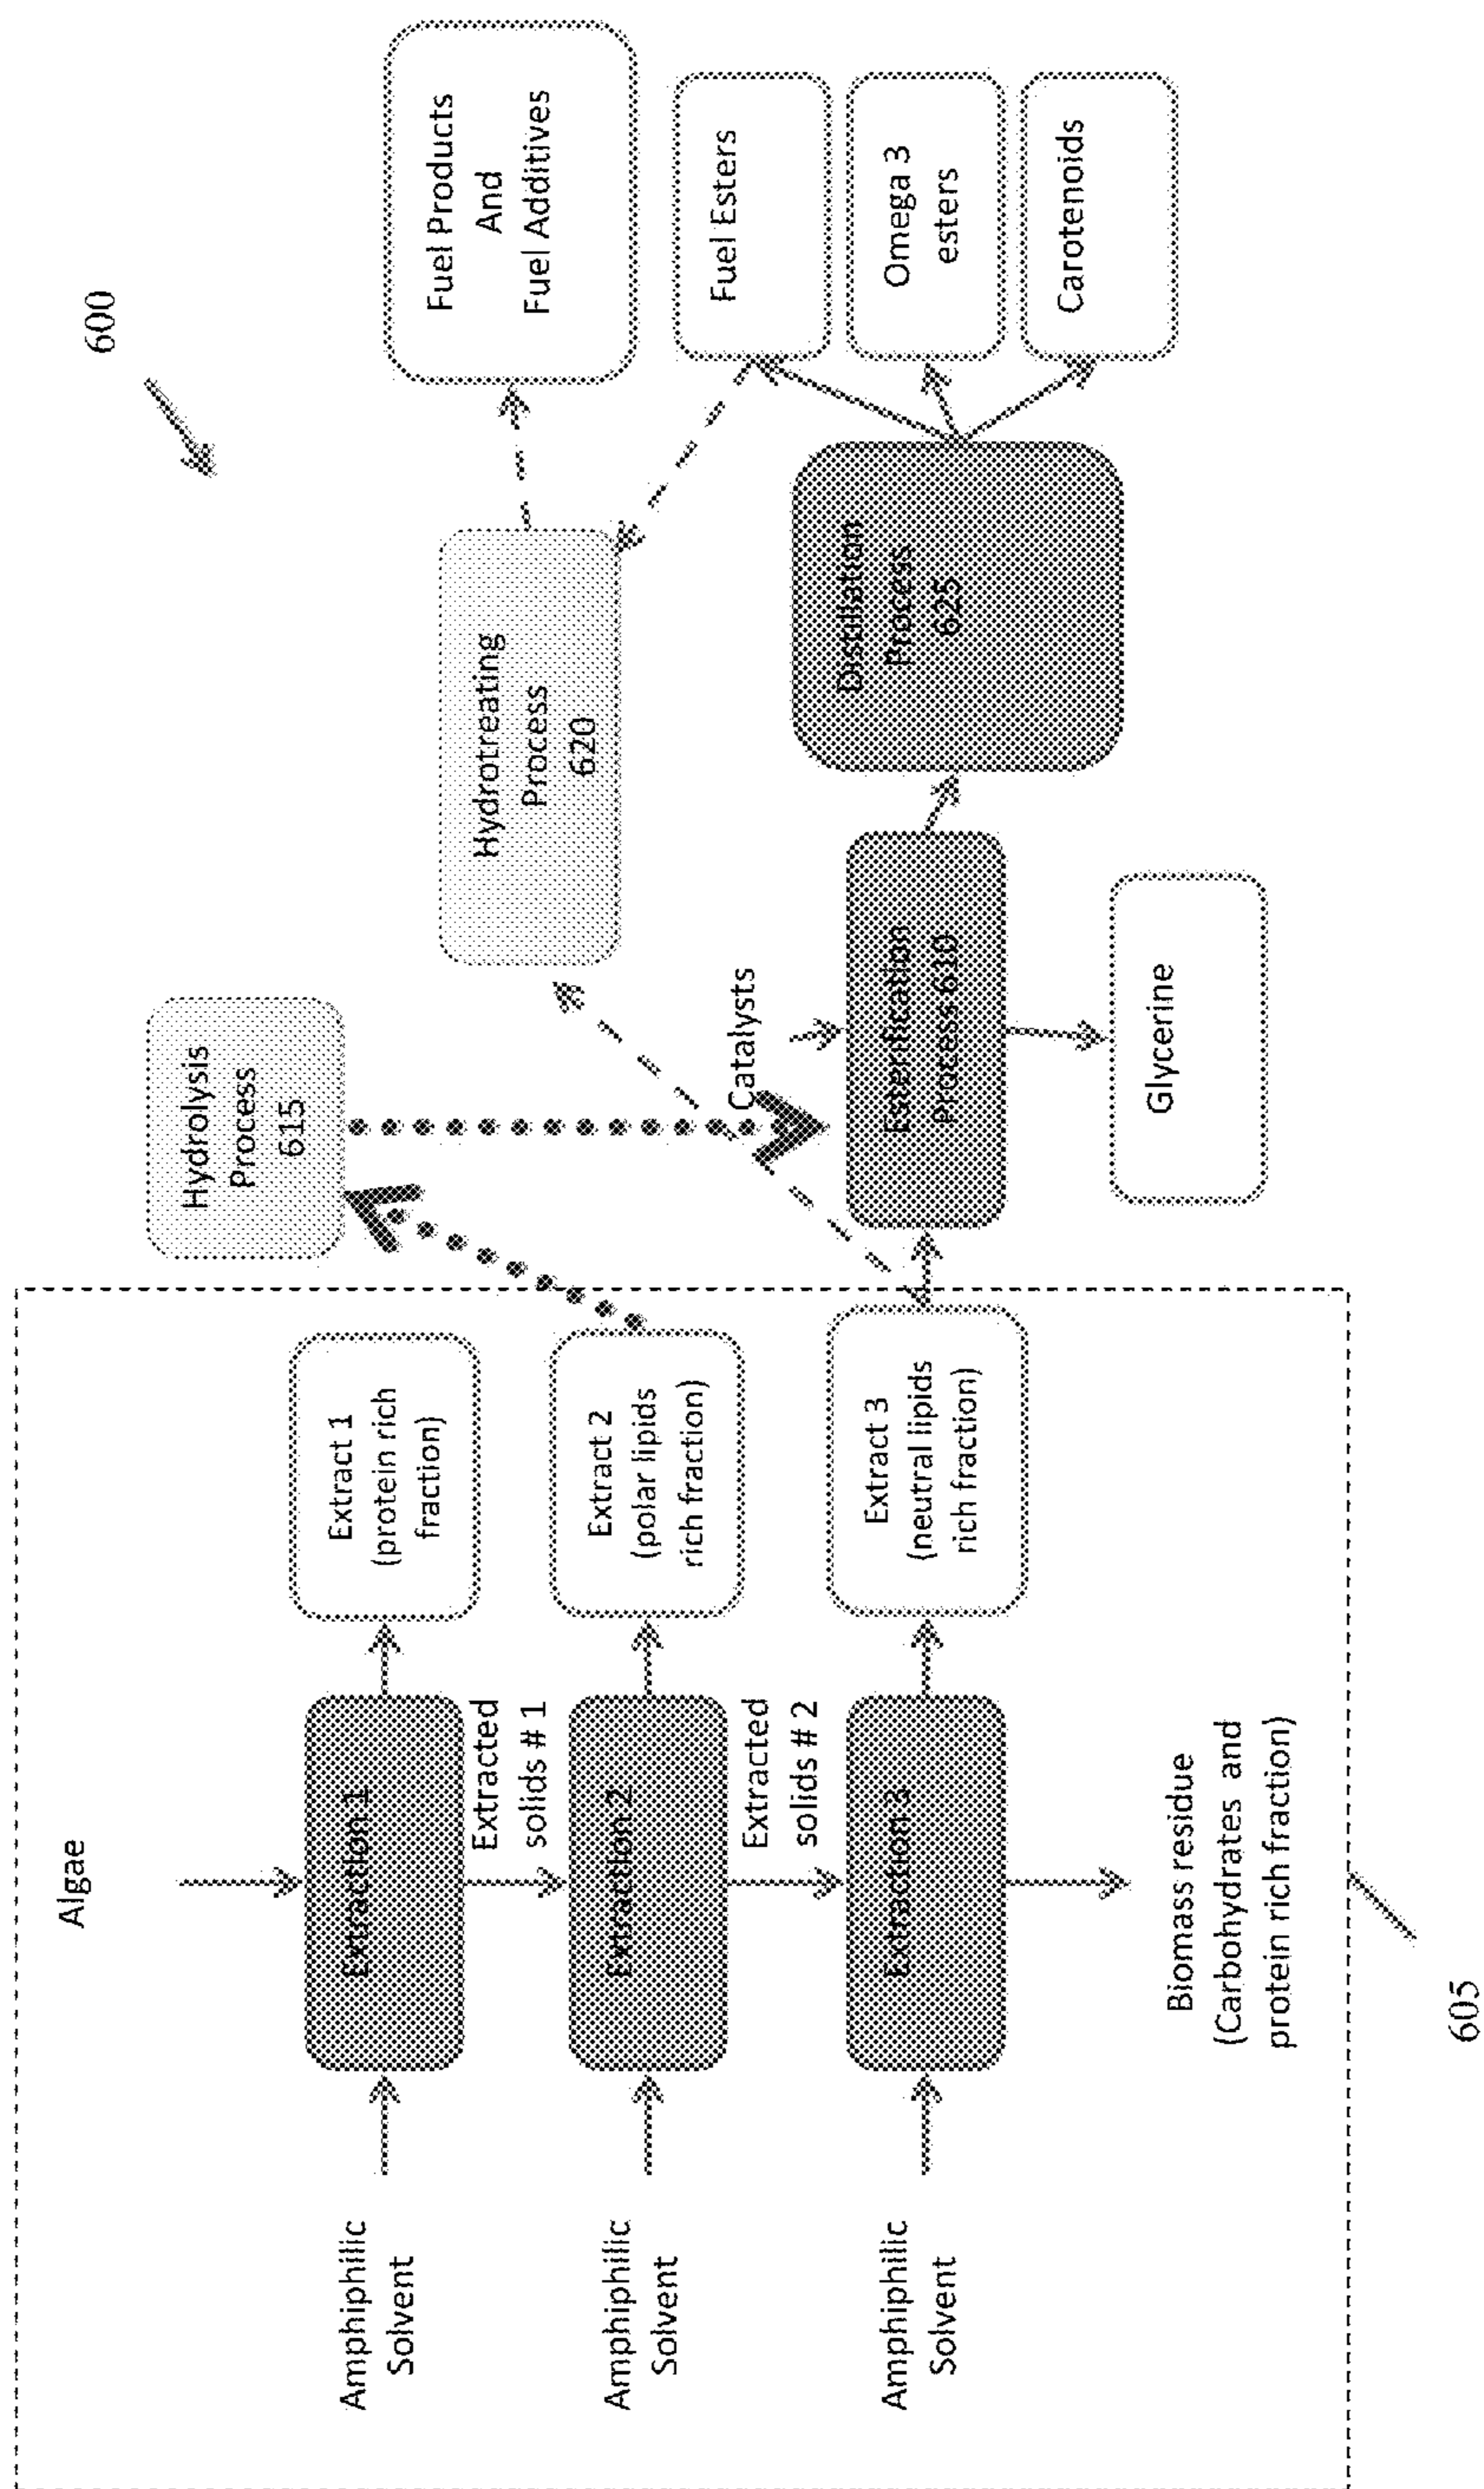 600
Algae
Amphiphilic
Solvent
Extraction 1
Extract 1
(protein rich
fraction)
Extracted
solids # 1
Amphiphilic
Solvent
Extraction 2
Extract 2
(polar lipids
rich fraction)
Extracted
solids # 2
Amphiphilic
Solvent
Extraction 3
Extract 3
(neutral lipids
rich fraction)
Biomass residue
(Carbohydrates and
protein rich fraction)
605
Hydrolysis
Process
615
Catalysts
Esterification
Process 610
Glycerine
Hydrotreating
Process
620
Distillation
Process
625
Fuel Products
And
Fuel Additives
Fuel Esters
Omega 3
esters
Carotenoids